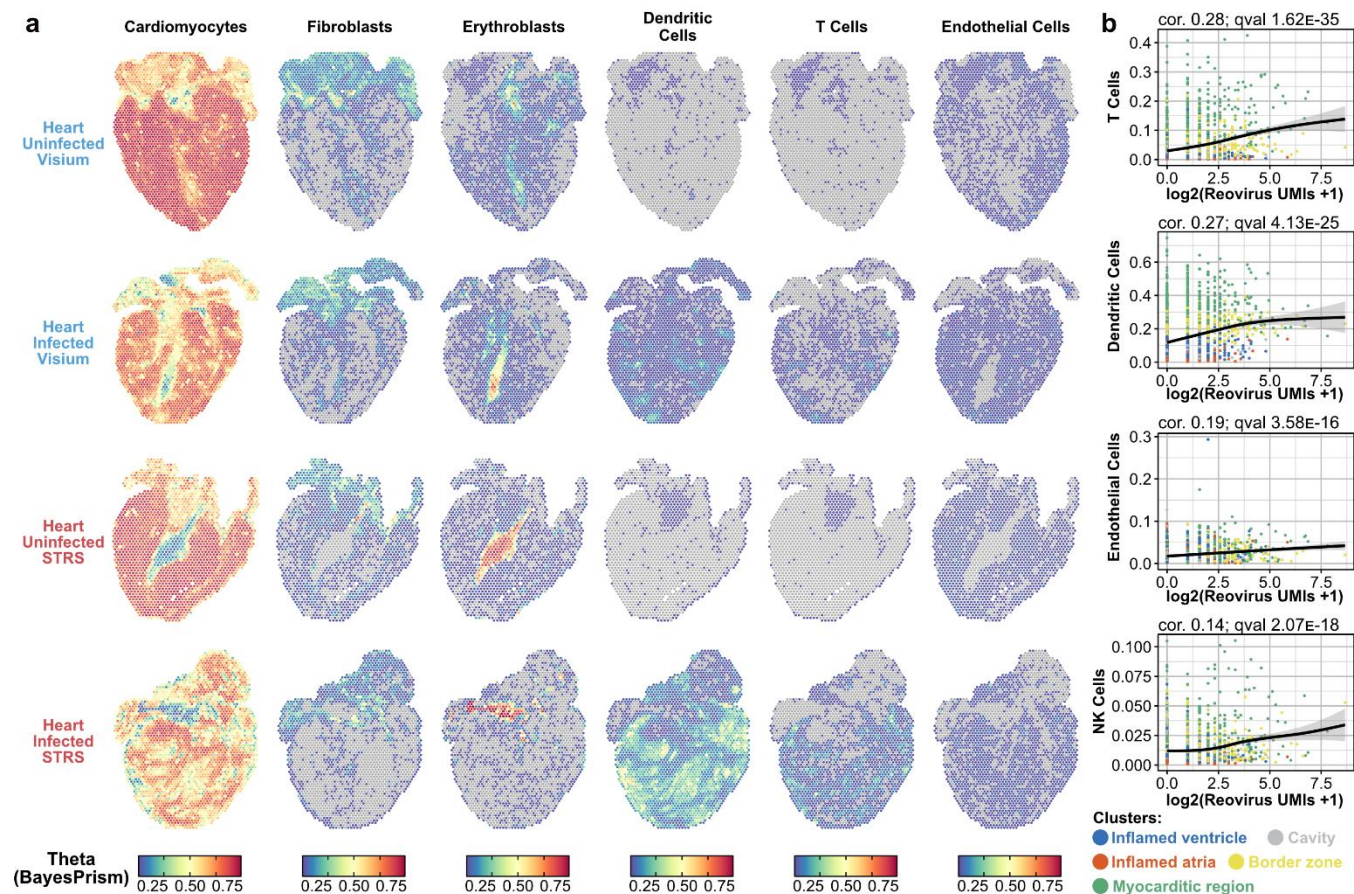 a
Cardiomyocytes
Fibroblasts
Erythroblasts
Dendritic
Cells
T Cells
Endothelial Cells
Heart
Uninfected
Visium
Heart
Infected
Visium
Heart
Uninfected
STRS
Heart
Infected
STRS
Theta
(BayesPrism)
0.25 0.50 0.75
0.25 0.50 0.75
0.25 0.50 0.75
0.25 0.50 0.75
0.25 0.50 0.75
0.25 0.50 0.75
b
cor. 0.28; qval 1.62E-35
T Cells
0.4
0.3
0.2
0.1
0.0
0.0 2.5 5.0 7.5
log2(Reovirus UMIs +1)
cor. 0.27; qval 4.13E-25
Dendritic Cells
0.6
0.4
0.2
0.0
0.0 2.5 5.0 7.5
log2(Reovirus UMIs +1)
cor. 0.19; qval 3.58E-16
Endothelial Cells
0.3
0.2
0.1
0.0
0.0 2.5 5.0 7.5
log2(Reovirus UMIs +1)
cor. 0.14; qval 2.07E-18
NK Cells
0.100
0.075
0.050
0.025
0.000
0.0 2.5 5.0 7.5
log2(Reovirus UMIs +1)
Clusters:
Inflamed ventricle
Cavity
Inflamed atria
Border zone
Myocarditic region